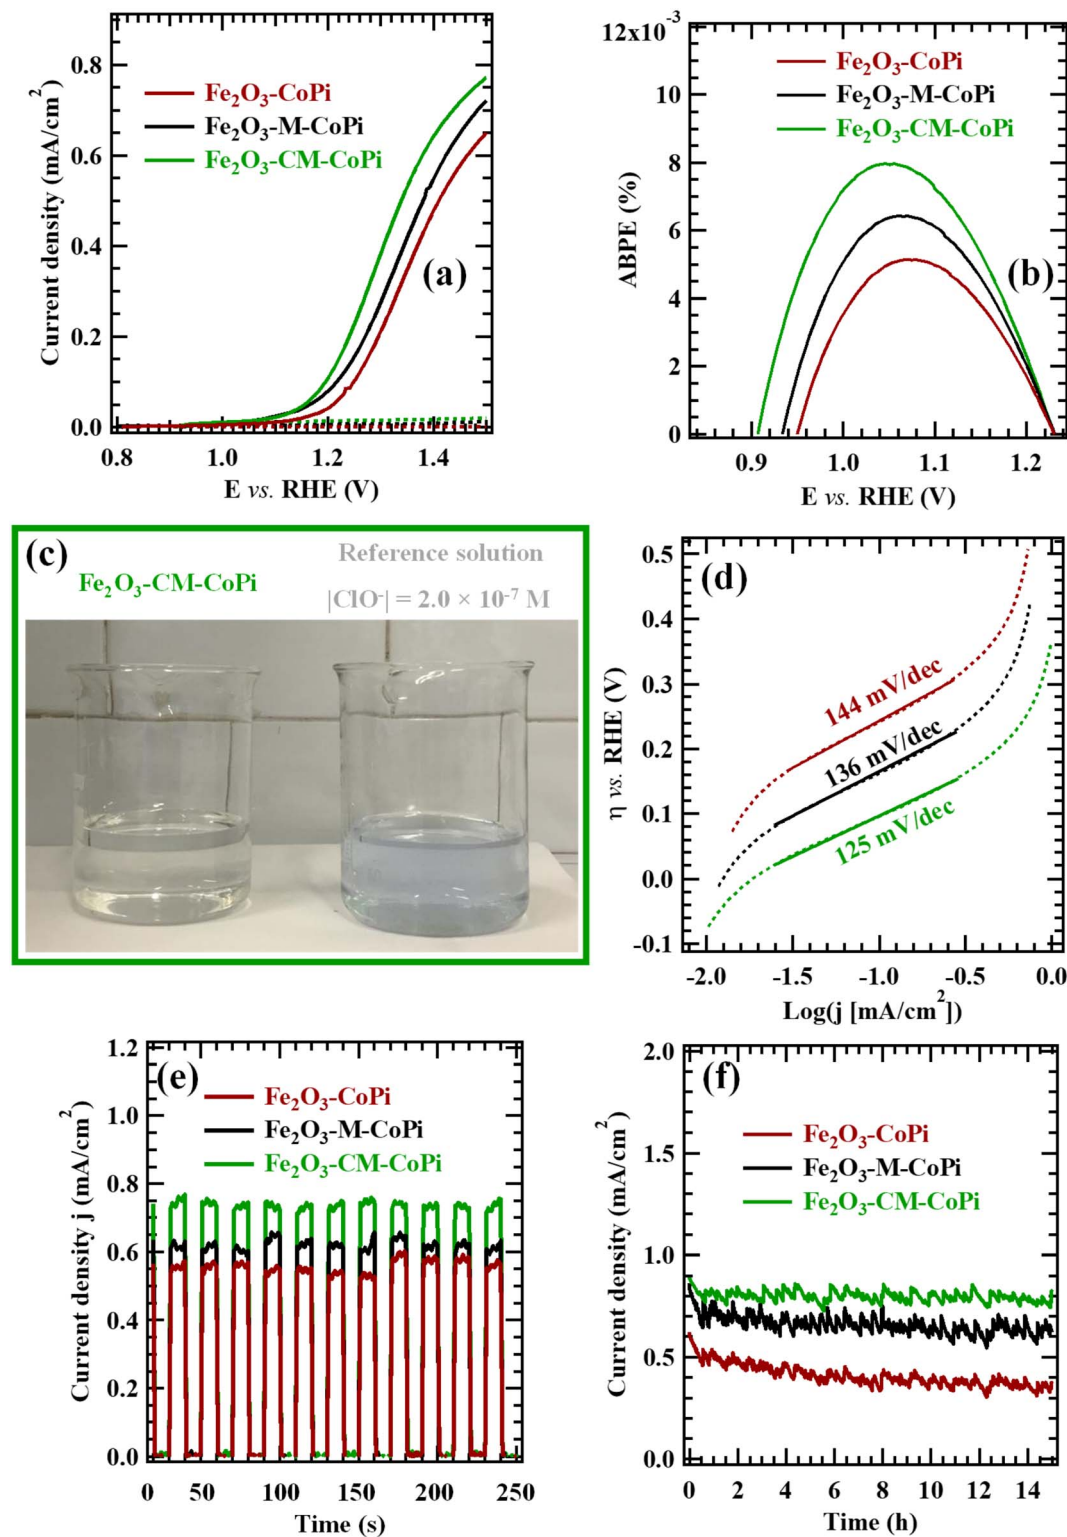 0.8
0.6
0.4
0.2
0.0
Current density (mA/cm²)
Fe₂O₃-CoPi
Fe₂O₃-M-CoPi
Fe₂O₃-CM-CoPi
(a)
0.8 1.0 1.2 1.4
E vs. RHE (V)
12x10⁻³
10
8
6
4
2
0
ABPE (%)
Fe₂O₃-CoPi
Fe₂O₃-M-CoPi
Fe₂O₃-CM-CoPi
(b)
0.9 1.0 1.1 1.2
E vs. RHE (V)
(c)
Fe₂O₃-CM-CoPi
Reference solution
|ClO⁻| = 2.0 × 10⁻⁷ M
0.5
0.4
0.3
0.2
0.1
0.0
-0.1
η vs. RHE (V)
(d)
144 mV/dec
136 mV/dec
125 mV/dec
-2.0 -1.5 -1.0 -0.5 0.0
Log(j [mA/cm²])
1.2
1.0
0.8
0.6
0.4
0.2
0.0
Current density j (mA/cm²)
(e)
Fe₂O₃-CoPi
Fe₂O₃-M-CoPi
Fe₂O₃-CM-CoPi
0 50 100 150 200 250
Time (s)
2.0
1.5
1.0
0.5
0.0
Current density (mA/cm²)
(f)
Fe₂O₃-CoPi
Fe₂O₃-M-CoPi
Fe₂O₃-CM-CoPi
0 2 4 6 8 10 12 14
Time (h)